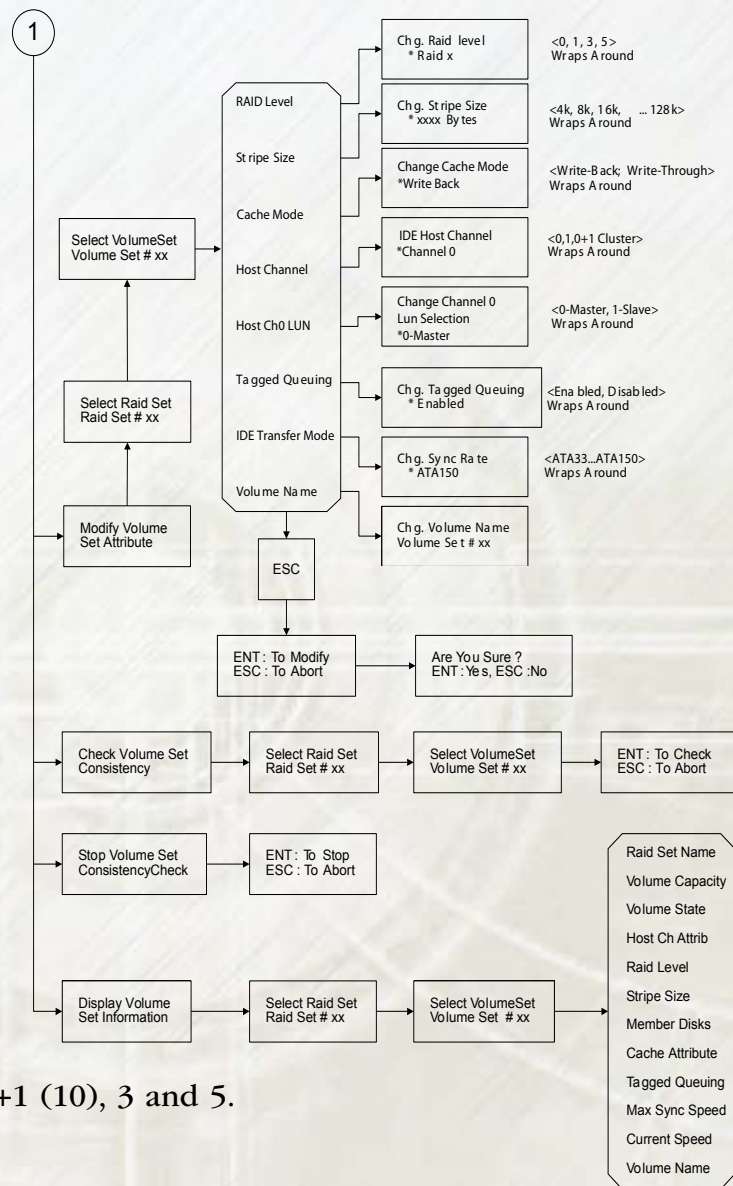 1
Chg. Raid level
* Raid x
<0, 1, 3, 5>
Wraps Around
RAID Level
Stripe Size
Cache Mode
Host Channel
Host Ch0 LUN
Tagged Queuing
IDE Transfer Mode
Volume Name
Chg. Stripe Size
* xxxx Bytes
<4k, 8k, 16k, ... 128k>
Wraps Around
Change Cache Mode
*Write Back
<Write-Back; Write-Through>
Wraps Around
IDE Host Channel
*Channel 0
<0,1,0+1 Cluster>
Wraps Around
Change Channel 0
Lun Selection
*0-Master
<0-Master, 1-Slave>
Wraps Around
Chg. Tagged Queuing
* Enabled
<Enabled, Disabled>
Wraps Around
Chg. Sync Rate
* ATA150
<ATA33...ATA150>
Wraps Around
Chg. Volume Name
Volume Set # xx
Select VolumeSet
Volume Set # xx
Select Raid Set
Raid Set # xx
Modify Volume
Set Attribute
ESC
ENT : To Modify
ESC : To Abort
Are You Sure ?
ENT :Yes, ESC :No
Check Volume Set
Consistency
Select Raid Set
Raid Set # xx
Select VolumeSet
Volume Set # xx
ENT : To Check
ESC : To Abort
Stop Volume Set
ConsistencyCheck
ENT : To Stop
ESC : To Abort
Display Volume
Set Information
Select Raid Set
Raid Set # xx
Select VolumeSet
Volume Set # xx
Raid Set Name
Volume Capacity
Volume State
Host Ch Attrib
Raid Level
Stripe Size
Member Disks
Cache Attribute
Tagged Queuing
Max Sync Speed
Current Speed
Volume Name
+1 (10), 3 and 5.